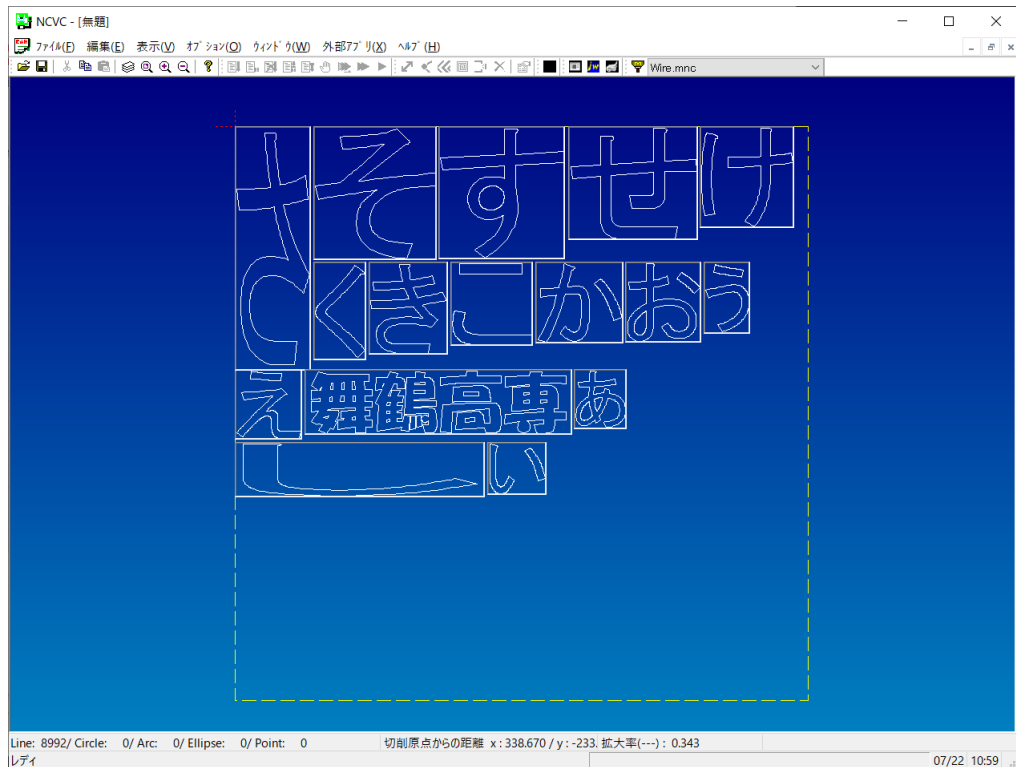 NCVC - [無題]
ファイル(F) 編集(E) 表示(V) オプション(O) ウィンドウ(W) 外部アプリ(X) ヘルプ(H)
Wire.mnc
さ そ す せ け
く き こ か お う
え 舞鶴高専 あ
し い
Line: 8992/ Circle: 0/ Arc: 0/ Ellipse: 0/ Point: 0 切削原点からの距離 x : 338.670 / y : -233. 拡大率(---) : 0.343
レディ 07/22 10:59